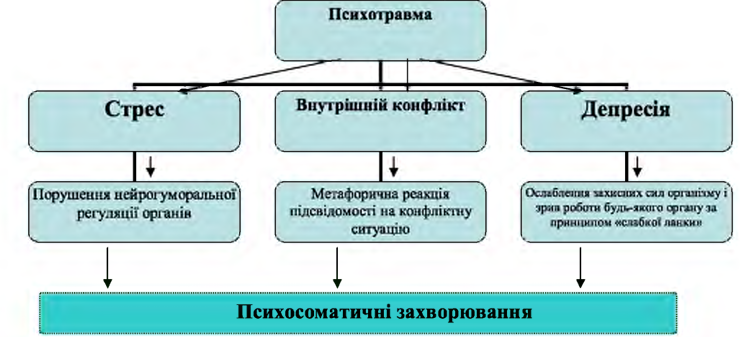 Психотравма
Стрес
Внутрішній конфлікт
Депресія
Порушення нейрогуморальної
регуляції органів
Метафорична реакція
підсвідомості на конфліктну
ситуацію
Ослаблення захисних сил організму і
зрив роботи будь-якого органу за
принципом «слабкої ланки»
Психосоматичні захворювання